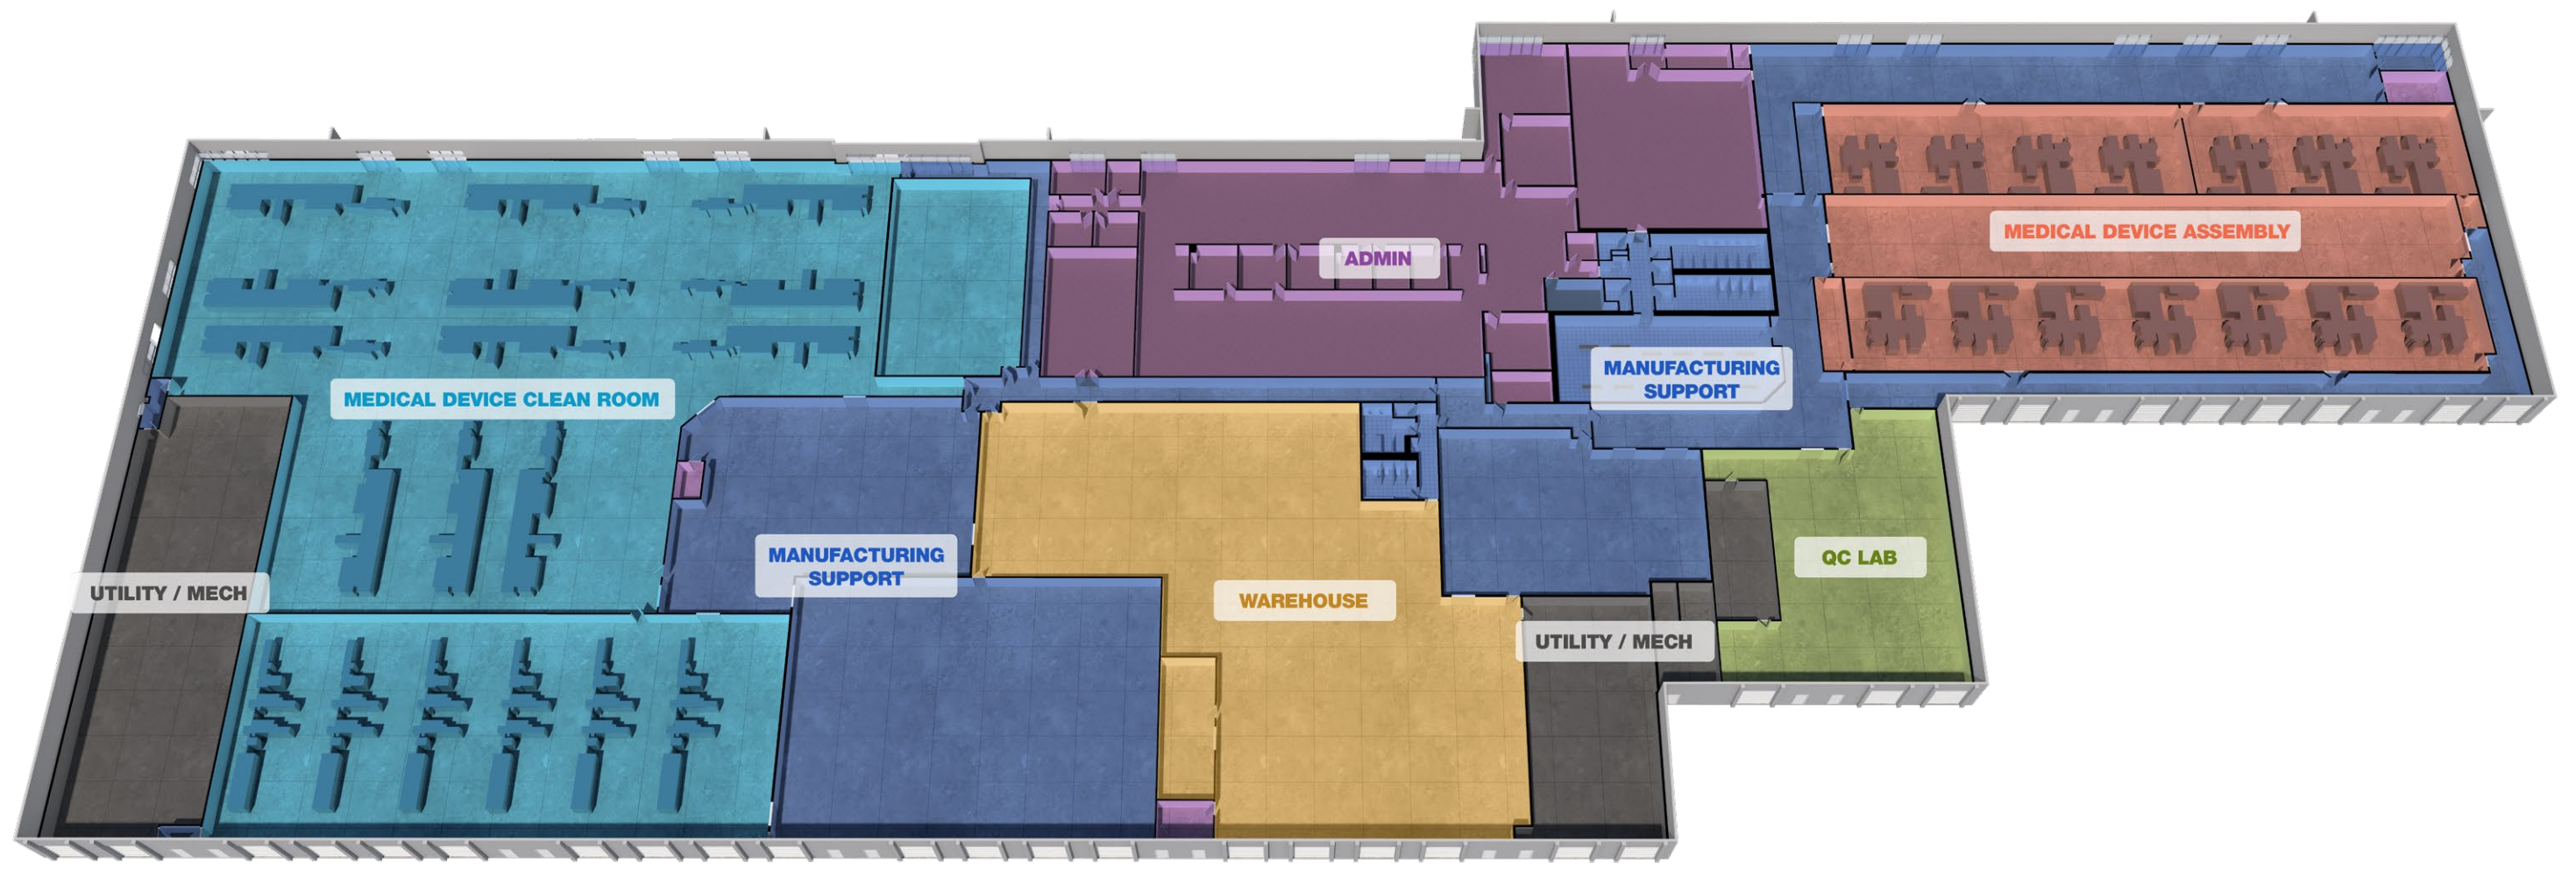 ADMIN
MEDICAL DEVICE ASSEMBLY
MANUFACTURING
SUPPORT
MEDICAL DEVICE CLEAN ROOM
MANUFACTURING
SUPPORT
QC LAB
UTILITY / MECH
WAREHOUSE
UTILITY / MECH